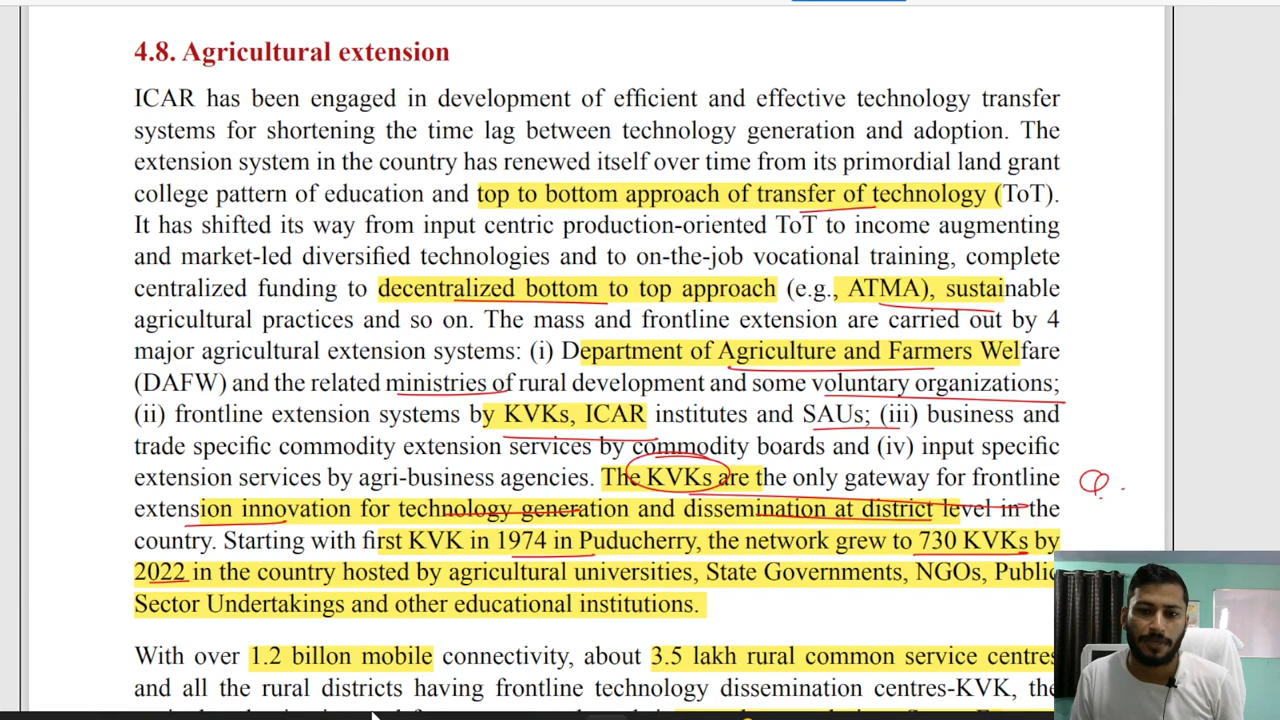 4.8. Agricultural extension
ICAR has been engaged in development of efficient and effective technology transfer
systems for shortening the time lag between technology generation and adoption. The
extension system in the country has renewed itself over time from its primordial land grant
college pattern of education and top to bottom approach of transfer of technology (ToT).
It has shifted its way from input centric production-oriented ToT to income augmenting
and market-led diversified technologies and to on-the-job vocational training, complete
centralized funding to decentralized bottom to top approach (e.g., ATMA), sustainable
agricultural practices and so on. The mass and frontline extension are carried out by 4
major agricultural extension systems: (i) Department of Agriculture and Farmers Welfare
(DAFW) and the related ministries of rural development and some voluntary organizations;
(ii) frontline extension systems by KVKs, ICAR institutes and SAUs; (iii) business and
trade specific commodity extension services by commodity boards and (iv) input specific
extension services by agri-business agencies. The KVKs are the only gateway for frontline
extension innovation for technology generation and dissemination at district level in the
country. Starting with first KVK in 1974 in Puducherry, the network grew to 730 KVKs by
2022 in the country hosted by agricultural universities, State Governments, NGOs, Public
Sector Undertakings and other educational institutions.
With over 1.2 billon mobile connectivity, about 3.5 lakh rural common service centres
and all the rural districts having frontline technology dissemination centres-KVK, the